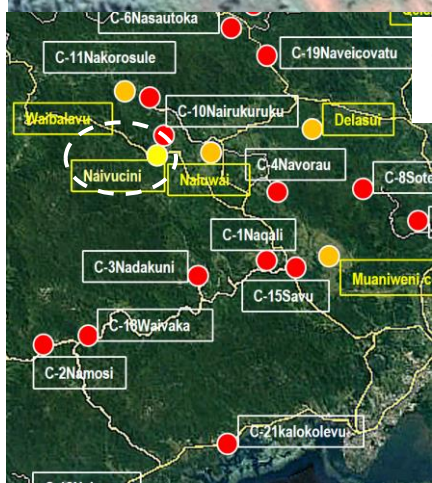 C-6Nasautoka
C-11Nakorosule
C-19Naveicovatu
Waibalavu
C-10Nairukuruku
Delasui
Naivucini
Naluwai
C-4Navorau
C-8Sote
C-1Naqali
C-3Nadakuni
C-15Savu
Muaniweni c
C-18Waivaka
C-2Namosi
C-21kalokolevu